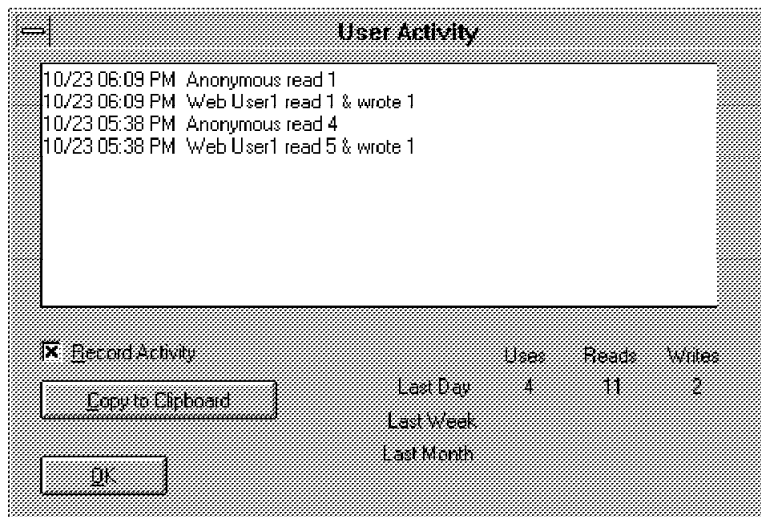 User Activity
10/23 06:09 PM Anonymous read 1
10/23 06:09 PM Web User1 read 1 & wrote 1
10/23 05:38 PM Anonymous read 4
10/23 05:38 PM Web User1 read 5 & wrote 1
Record Activity
Uses Reads Writes
Copy to Clipboard
Last Day 4 11 2
Last Week
Last Month
OK